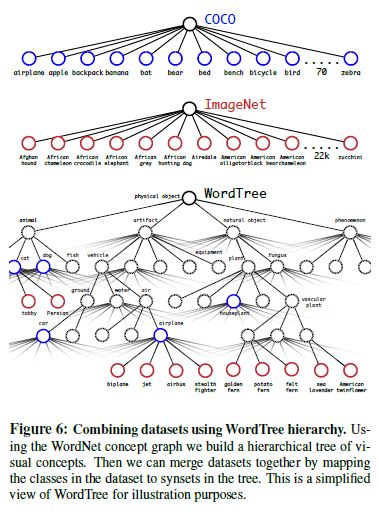 COCO
airplane apple backpack banana bat bear bed bench bicycle bird 70 zebra
ImageNet
Afghan hound African chameleon African crocodile African elephant African grey African hunting dog Airedale American alligator American black bear American chameleon 22k zucchini
physical object WordTree
animal artifact natural object phenomenon
cat dog fish vehicle equipment plant fungus
ground water air vascular plant
tabby Persian houseplant
car airplane
biplane jet airbus stealth fighter golden fern potato fern felt fern sea lavender American twinflower
Figure 6: Combining datasets using WordTree hierarchy. Us-
ing the WordNet concept graph we build a hierarchical tree of vi-
sual concepts. Then we can merge datasets together by mapping
the classes in the dataset to synsets in the tree. This is a simplified
view of WordTree for illustration purposes.